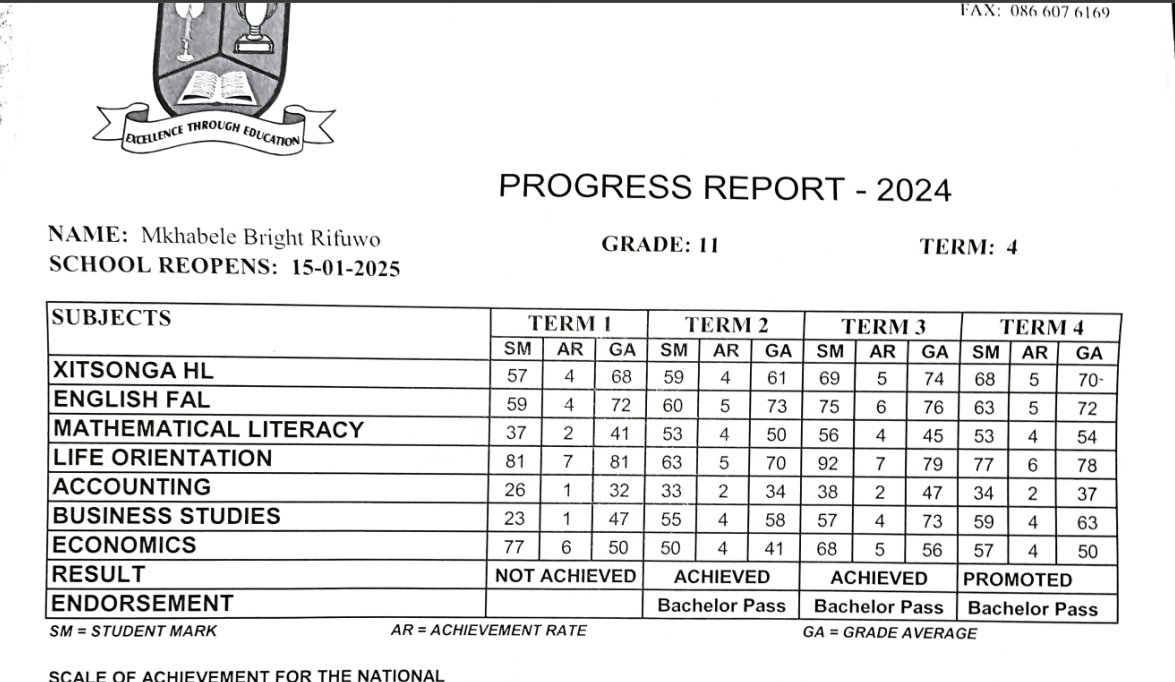 FAX: 086 607 6169
EXCELLENCE THROUGH EDUCATION
PROGRESS REPORT - 2024
NAME: Mkhabele Bright Rifuwo GRADE: 11 TERM: 4
SCHOOL REOPENS: 15-01-2025
SUBJECTS TERM 1 TERM 2 TERM 3 TERM 4
SM AR GA SM AR GA SM AR GA SM AR GA
XITSONGA HL 57 4 68 59 4 61 69 5 74 68 5 70-
ENGLISH FAL 59 4 72 60 5 73 75 6 76 63 5 72
MATHEMATICAL LITERACY 37 2 41 53 4 50 56 4 45 53 4 54
LIFE ORIENTATION 81 7 81 63 5 70 92 7 79 77 6 78
ACCOUNTING 26 1 32 33 2 34 38 2 47 34 2 37
BUSINESS STUDIES 23 1 47 55 4 58 57 4 73 59 4 63
ECONOMICS 77 6 50 50 4 41 68 5 56 57 4 50
RESULT NOT ACHIEVED ACHIEVED ACHIEVED PROMOTED
ENDORSEMENT Bachelor Pass Bachelor Pass Bachelor Pass
SM = STUDENT MARK AR = ACHIEVEMENT RATE GA = GRADE AVERAGE
SCALE OF ACHIEVEMENT FOR THE NATIONAL